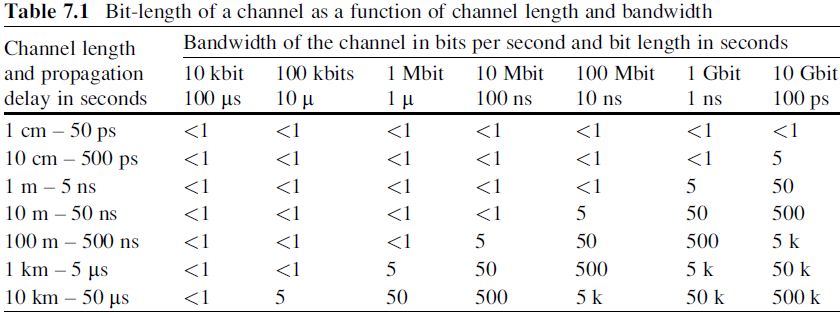 Table 7.1 Bit-length of a channel as a function of channel length and bandwidth
Channel length and propagation delay in seconds
Bandwidth of the channel in bits per second and bit length in seconds
10 kbit 100 kbits 1 Mbit 10 Mbit 100 Mbit 1 Gbit 10 Gbit
100 μs 10 μ 1 μ 100 ns 10 ns 1 ns 100 ps
1 cm – 50 ps <1 <1 <1 <1 <1 <1 <1
10 cm – 500 ps <1 <1 <1 <1 <1 <1 5
1 m – 5 ns <1 <1 <1 <1 <1 5 50
10 m – 50 ns <1 <1 <1 <1 5 50 500
100 m – 500 ns <1 <1 <1 5 50 500 5 k
1 km – 5 μs <1 <1 5 50 500 5 k 50 k
10 km – 50 μs <1 5 50 500 5 k 50 k 500 k